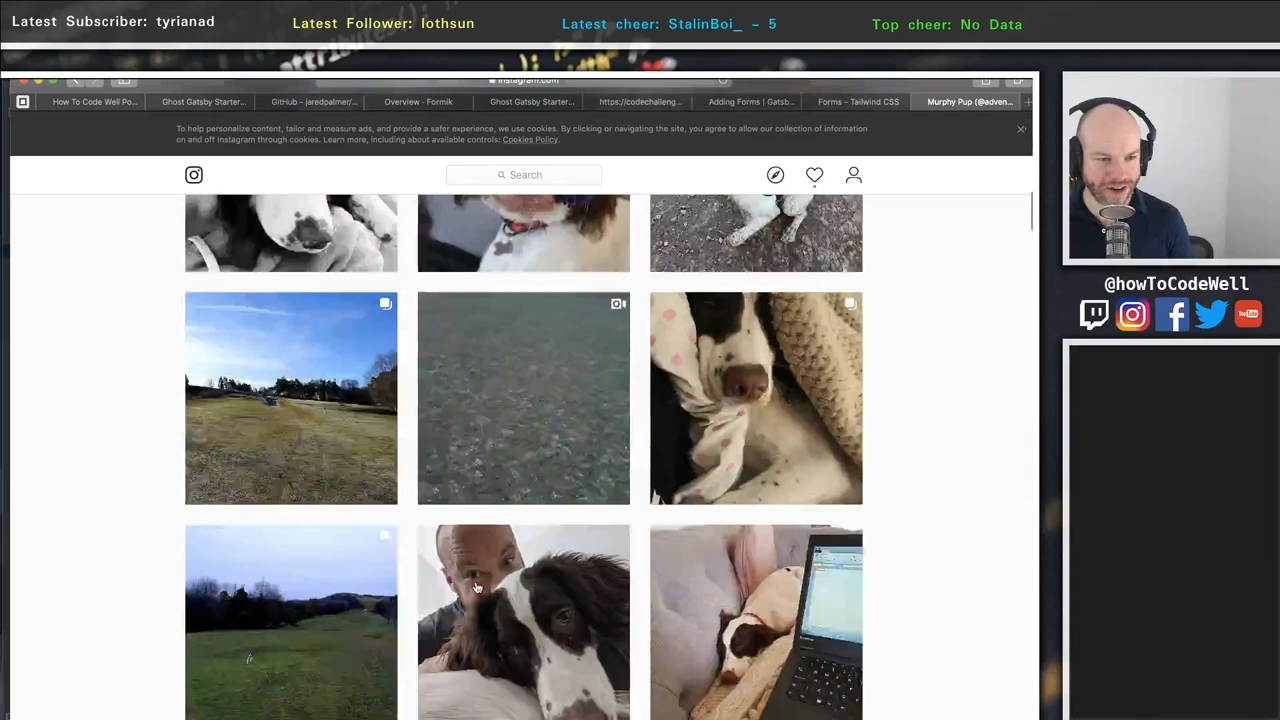 Latest Subscriber: tyrianad
Latest Follower: lothsun
Latest cheer: StalinBoi_ - 5
Top cheer: No Data
instagram.com
How To Code Well Po...
Ghost Gatsby Starter...
GitHub - jaredpalmer/...
Overview · Formik
Ghost Gatsby Starter...
https://codechalleng...
Adding Forms | Gatsb...
Forms - Tailwind CSS
Murphy Pup (@adven...
To help personalize content, tailor and measure ads, and provide a safer experience, we use cookies. By clicking or navigating the site, you agree to allow our collection of information
on and off Instagram through cookies. Learn more, including about available controls: Cookies Policy.
Search
@howToCodeWell